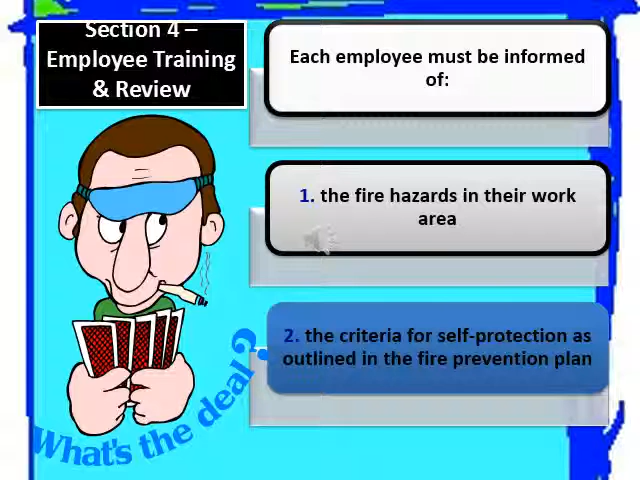 Section 4 –
Employee Training
& Review
Each employee must be informed
of:
1. the fire hazards in their work
area
2. the criteria for self-protection as
outlined in the fire prevention plan
What's the deal?